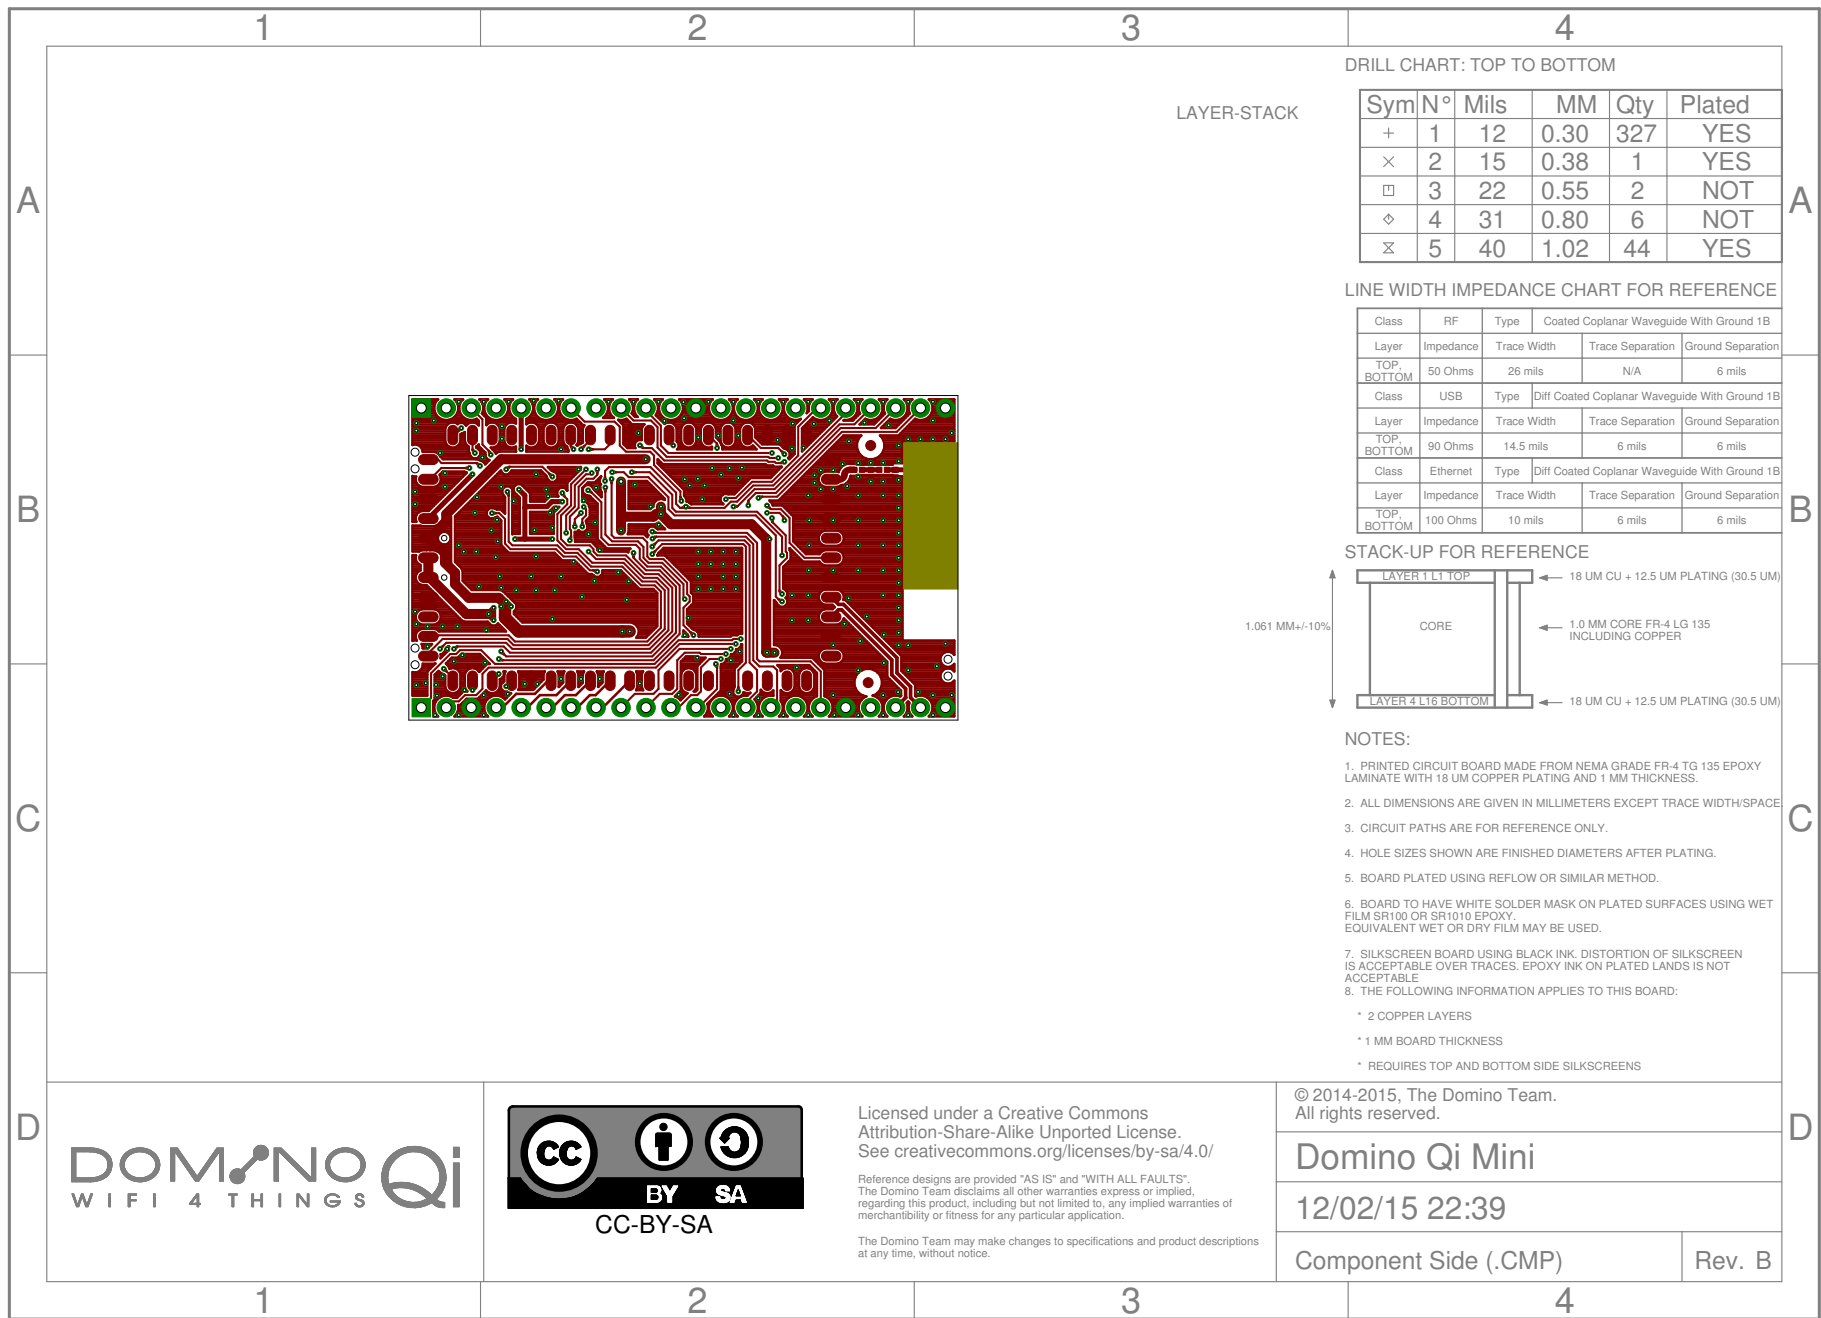 1 2 3 4
A
B
C
D
A
B
C
D
LAYER-STACK
DRILL CHART: TOP TO BOTTOM
Sym N° Mils MM Qty Plated
+ 1 12 0.30 327 YES
× 2 15 0.38 1 YES
3 22 0.55 2 NOT
4 31 0.80 6 NOT
5 40 1.02 44 YES
LINE WIDTH IMPEDANCE CHART FOR REFERENCE
Class RF Type Coated Coplanar Waveguide With Ground 1B
Layer Impedance Trace Width Trace Separation Ground Separation
TOP, BOTTOM 50 Ohms 26 mils N/A 6 mils
Class USB Type Diff Coated Coplanar Waveguide With Ground 1B
Layer Impedance Trace Width Trace Separation Ground Separation
TOP, BOTTOM 90 Ohms 14.5 mils 6 mils 6 mils
Class Ethernet Type Diff Coated Coplanar Waveguide With Ground 1B
Layer Impedance Trace Width Trace Separation Ground Separation
TOP, BOTTOM 100 Ohms 10 mils 6 mils 6 mils
STACK-UP FOR REFERENCE
LAYER 1 L1 TOP
18 UM CU + 12.5 UM PLATING (30.5 UM)
1.061 MM+/-10%
CORE
1.0 MM CORE FR-4 LG 135
INCLUDING COPPER
LAYER 4 L16 BOTTOM
18 UM CU + 12.5 UM PLATING (30.5 UM)
NOTES:
1. PRINTED CIRCUIT BOARD MADE FROM NEMA GRADE FR-4 TG 135 EPOXY
LAMINATE WITH 18 UM COPPER PLATING AND 1 MM THICKNESS.
2. ALL DIMENSIONS ARE GIVEN IN MILLIMETERS EXCEPT TRACE WIDTH/SPACE
3. CIRCUIT PATHS ARE FOR REFERENCE ONLY.
4. HOLE SIZES SHOWN ARE FINISHED DIAMETERS AFTER PLATING.
5. BOARD PLATED USING REFLOW OR SIMILAR METHOD.
6. BOARD TO HAVE WHITE SOLDER MASK ON PLATED SURFACES USING WET
FILM SR100 OR SR1010 EPOXY.
EQUIVALENT WET OR DRY FILM MAY BE USED.
7. SILKSCREEN BOARD USING BLACK INK. DISTORTION OF SILKSCREEN
IS ACCEPTABLE OVER TRACES. EPOXY INK ON PLATED LANDS IS NOT
ACCEPTABLE
8. THE FOLLOWING INFORMATION APPLIES TO THIS BOARD:
* 2 COPPER LAYERS
* 1 MM BOARD THICKNESS
* REQUIRES TOP AND BOTTOM SIDE SILKSCREENS
DOMINO Qi
WIFI 4 THINGS
cc
BY SA
CC-BY-SA
Licensed under a Creative Commons
Attribution-Share-Alike Unported License.
See creativecommons.org/licenses/by-sa/4.0/
Reference designs are provided "AS IS" and "WITH ALL FAULTS".
The Domino Team disclaims all other warranties express or implied,
regarding this product, including but not limited to, any implied warranties of
merchantibility or fitness for any particular application.
The Domino Team may make changes to specifications and product descriptions
at any time, without notice.
© 2014-2015, The Domino Team.
All rights reserved.
Domino Qi Mini
12/02/15 22:39
Component Side (.CMP) Rev. B
1 2 3 4